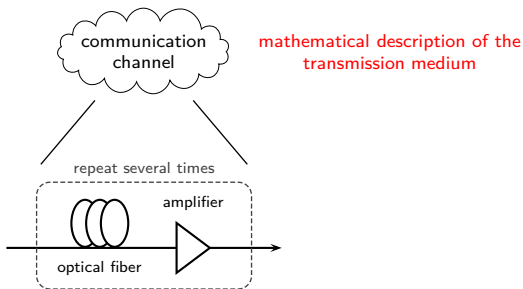 communication
channel
mathematical description of the
transmission medium
repeat several times
amplifier
optical fiber